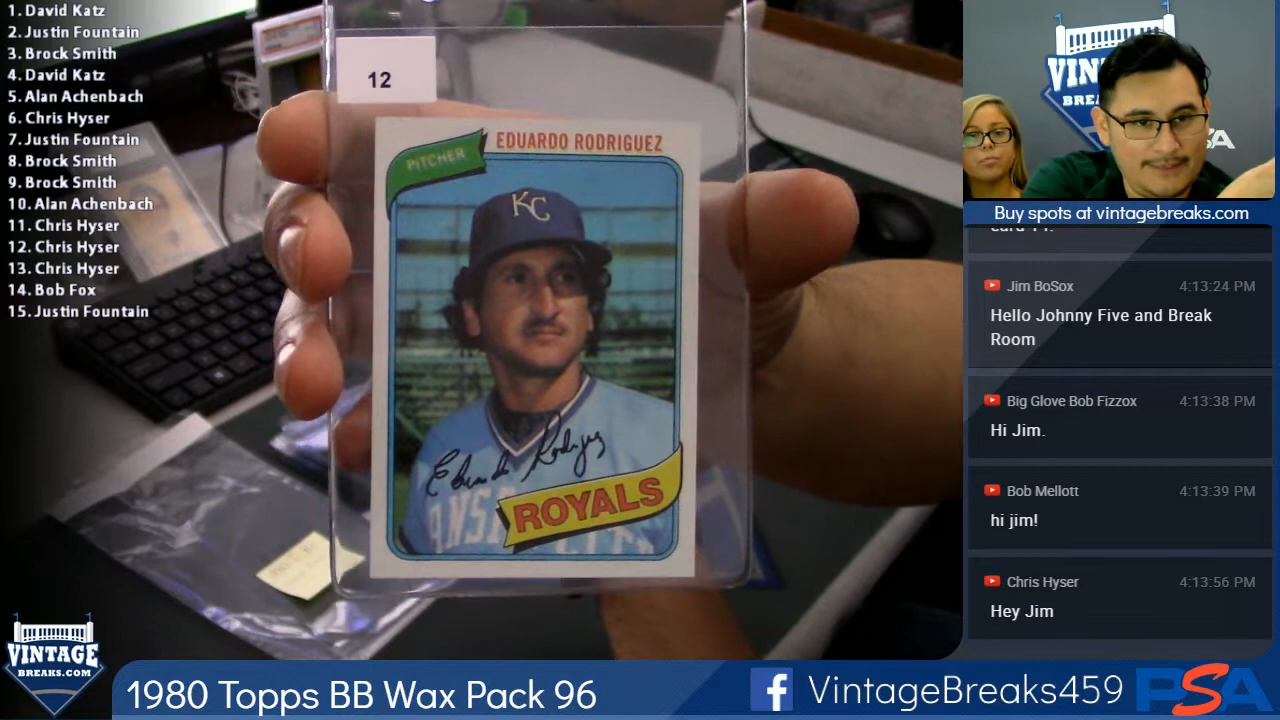 1. David Katz
2. Justin Fountain
3. Brock Smith
4. David Katz
5. Alan Achenbach
6. Chris Hyser
7. Justin Fountain
8. Brock Smith
9. Brock Smith
10. Alan Achenbach
11. Chris Hyser
12. Chris Hyser
13. Chris Hyser
14. Bob Fox
15. Justin Fountain
12
EDUARDO RODRIGUEZ
PITCHER
KC
Eduardo Rodriguez
ROYALS
VIN
BRE
SA
Buy spots at vintagebreaks.com
Jim BoSox 4:13:24 PM
Hello Johnny Five and Break
Room
Big Glove Bob Fizzox 4:13:38 PM
Hi Jim.
Bob Mellott 4:13:39 PM
hi jim!
Chris Hyser 4:13:56 PM
Hey Jim
VINTAGE
BREAKS.COM
1980 Topps BB Wax Pack 96
f VintageBreaks459 PSA